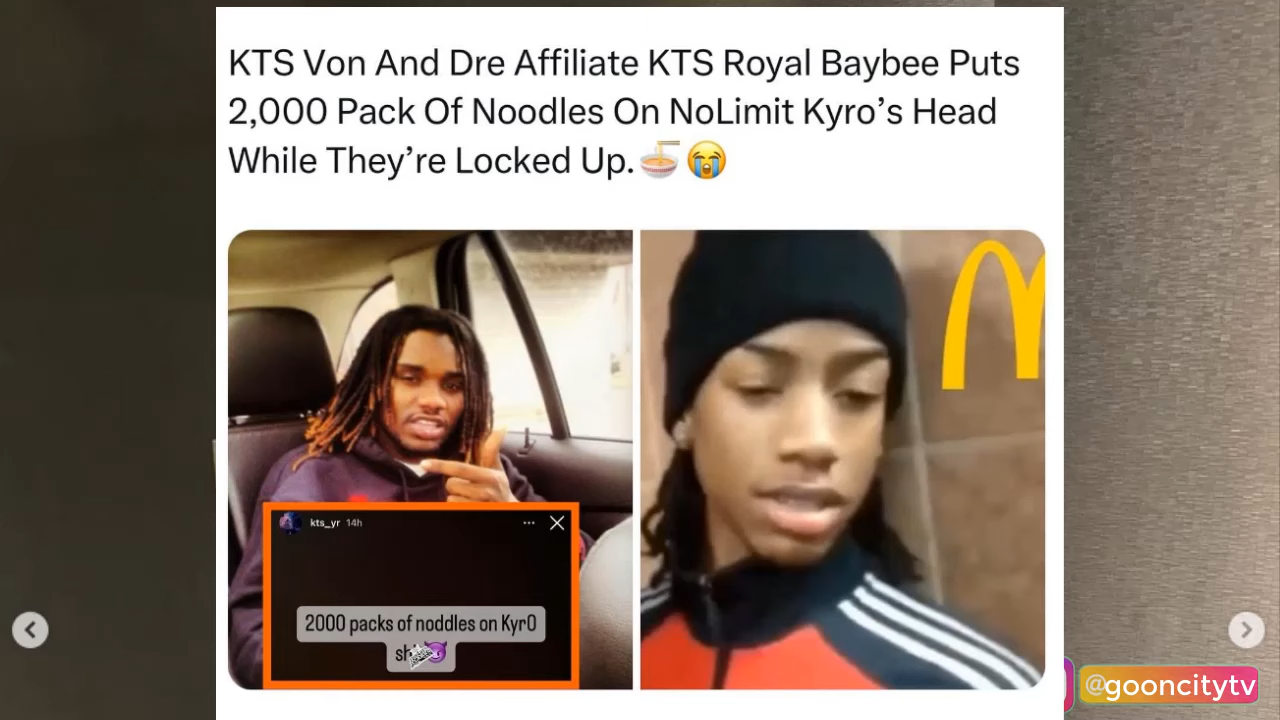 KTS Von And Dre Affiliate KTS Royal Baybee Puts
2,000 Pack Of Noodles On NoLimit Kyro’s Head
While They’re Locked Up.🍜😭
kts_yr 14h
2000 packs of noddles on Kyr0
@gooncitytv